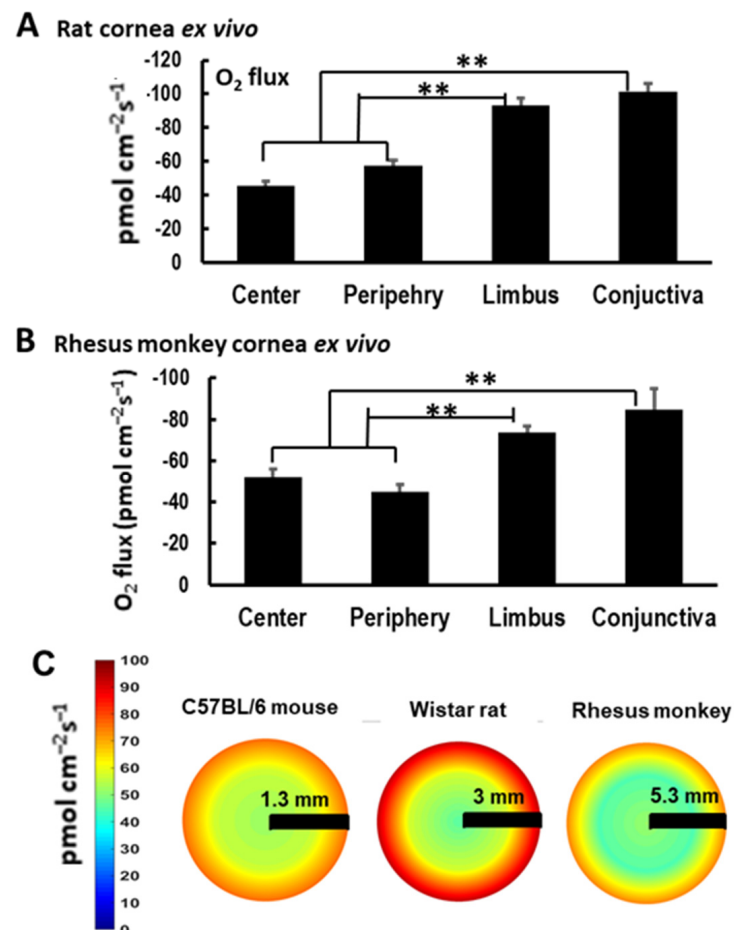 A Rat cornea ex vivo
O₂ flux
pmol cm⁻²s⁻¹
-120
-100
-80
-60
-40
-20
0
**
**
Center Peripehry Limbus Conjuctiva
B Rhesus monkey cornea ex vivo
O₂ flux (pmol cm⁻²s⁻¹)
-100
-80
-60
-40
-20
0
**
**
Center Periphery Limbus Conjunctiva
C
pmol cm⁻²s⁻¹
100
90
80
70
60
50
40
30
20
10
0
C57BL/6 mouse Wistar rat Rhesus monkey
1.3 mm 3 mm 5.3 mm